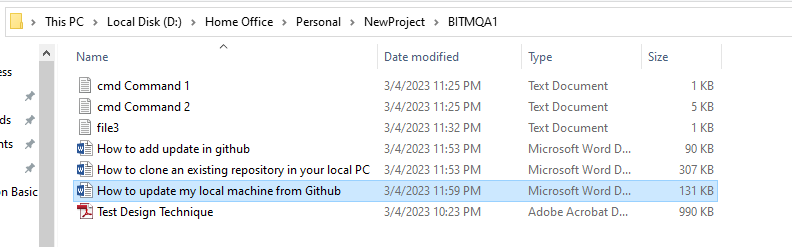 This PC > Local Disk (D:) > Home Office > Personal > NewProject > BITMQA1
Name Date modified Type Size
ess
cmd Command 1 3/4/2023 11:25 PM Text Document 1 KB
cmd Command 2 3/4/2023 11:25 PM Text Document 5 KB
ds file3 3/4/2023 11:32 PM Text Document 1 KB
nts How to add update in github 3/4/2023 11:53 PM Microsoft Word D... 90 KB
How to clone an existing repository in your local PC 3/4/2023 11:53 PM Microsoft Word D... 307 KB
on Basic How to update my local machine from Github 3/4/2023 11:59 PM Microsoft Word D... 131 KB
Test Design Technique 3/4/2023 10:23 PM Adobe Acrobat D... 990 KB